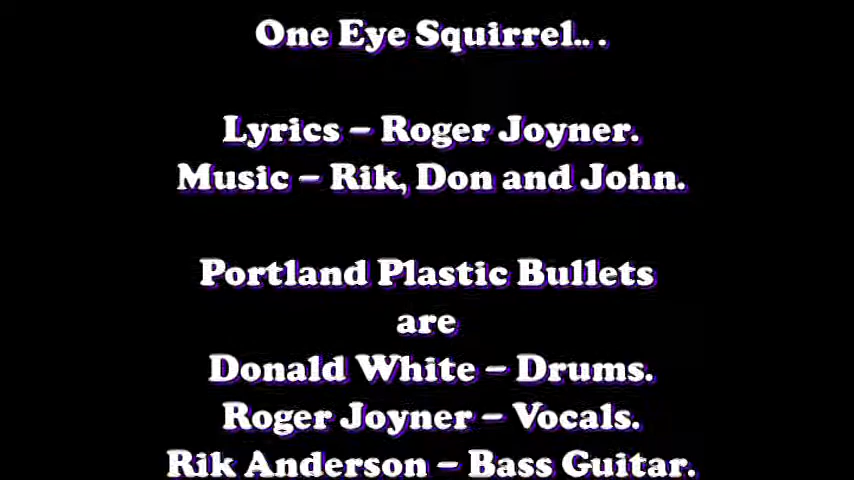 One Eye Squirrel.. .
Lyrics – Roger Joyner.
Music – Rik, Don and John.
Portland Plastic Bullets
are
Donald White – Drums.
Roger Joyner – Vocals.
Rik Anderson – Bass Guitar.